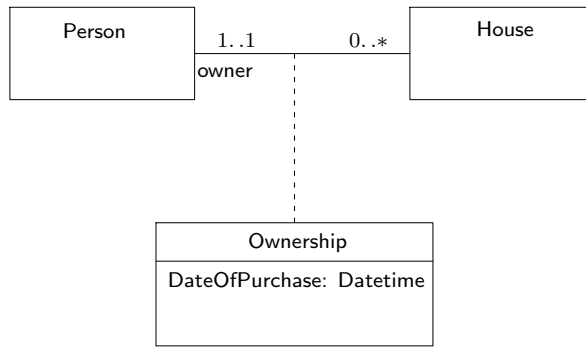 Person
1..1
0..*
House
owner
Ownership
DateOfPurchase: Datetime